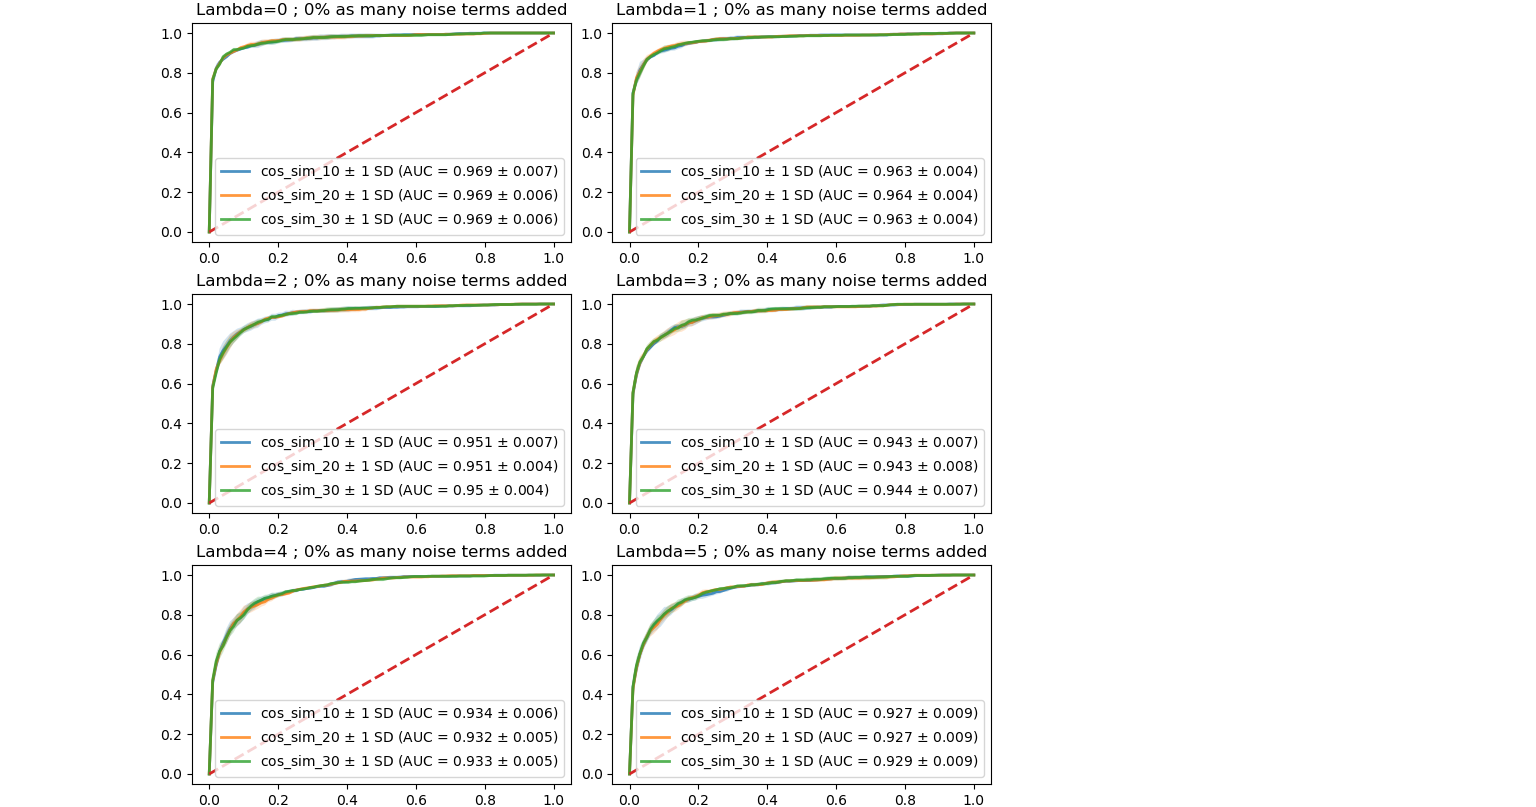 Lambda=0 ; 0% as many noise terms added
1.0
0.8
0.6
0.4
0.2
0.0
cos_sim_10 ± 1 SD (AUC = 0.969 ± 0.007)
cos_sim_20 ± 1 SD (AUC = 0.969 ± 0.006)
cos_sim_30 ± 1 SD (AUC = 0.969 ± 0.006)
0.0 0.2 0.4 0.6 0.8 1.0
Lambda=1 ; 0% as many noise terms added
1.0
0.8
0.6
0.4
0.2
0.0
cos_sim_10 ± 1 SD (AUC = 0.963 ± 0.004)
cos_sim_20 ± 1 SD (AUC = 0.964 ± 0.004)
cos_sim_30 ± 1 SD (AUC = 0.963 ± 0.004)
0.0 0.2 0.4 0.6 0.8 1.0
Lambda=2 ; 0% as many noise terms added
1.0
0.8
0.6
0.4
0.2
0.0
cos_sim_10 ± 1 SD (AUC = 0.951 ± 0.007)
cos_sim_20 ± 1 SD (AUC = 0.951 ± 0.004)
cos_sim_30 ± 1 SD (AUC = 0.95 ± 0.004)
0.0 0.2 0.4 0.6 0.8 1.0
Lambda=3 ; 0% as many noise terms added
1.0
0.8
0.6
0.4
0.2
0.0
cos_sim_10 ± 1 SD (AUC = 0.943 ± 0.007)
cos_sim_20 ± 1 SD (AUC = 0.943 ± 0.008)
cos_sim_30 ± 1 SD (AUC = 0.944 ± 0.007)
0.0 0.2 0.4 0.6 0.8 1.0
Lambda=4 ; 0% as many noise terms added
1.0
0.8
0.6
0.4
0.2
0.0
cos_sim_10 ± 1 SD (AUC = 0.934 ± 0.006)
cos_sim_20 ± 1 SD (AUC = 0.932 ± 0.005)
cos_sim_30 ± 1 SD (AUC = 0.933 ± 0.005)
0.0 0.2 0.4 0.6 0.8 1.0
Lambda=5 ; 0% as many noise terms added
1.0
0.8
0.6
0.4
0.2
0.0
cos_sim_10 ± 1 SD (AUC = 0.927 ± 0.009)
cos_sim_20 ± 1 SD (AUC = 0.927 ± 0.009)
cos_sim_30 ± 1 SD (AUC = 0.929 ± 0.009)
0.0 0.2 0.4 0.6 0.8 1.0